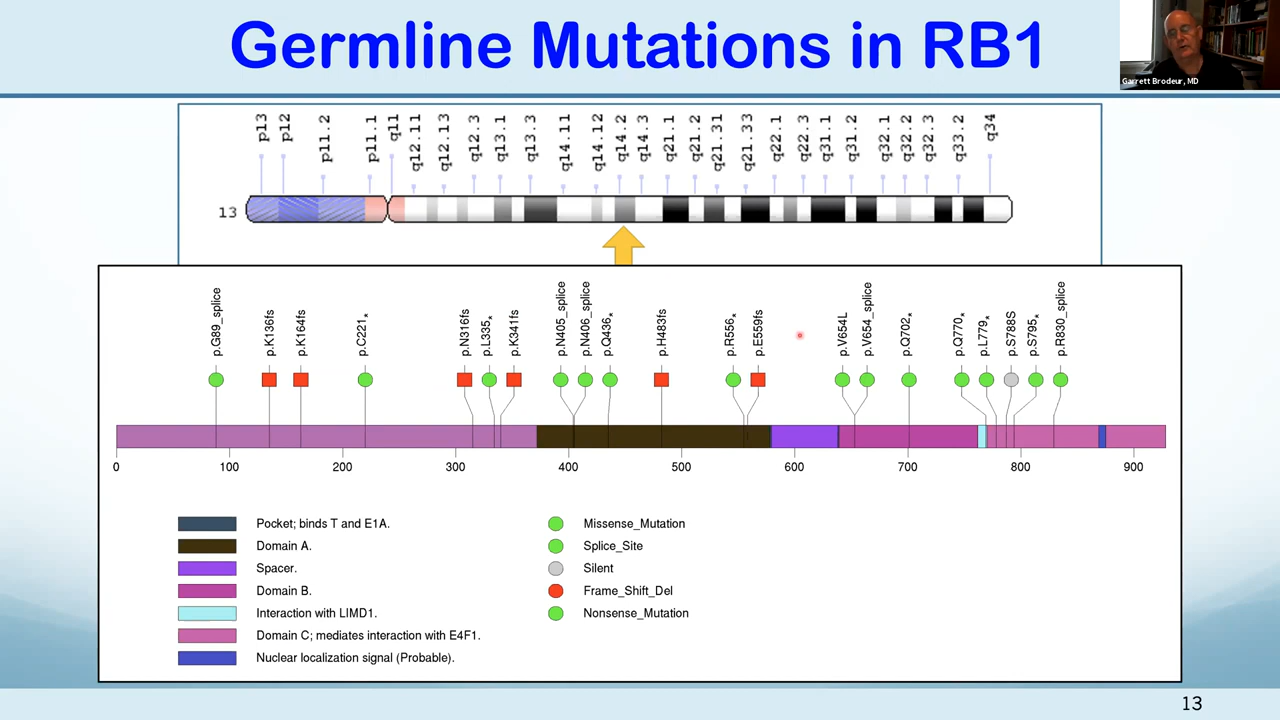 Germline Mutations in RB1
Garrett Brodeur, MD
p13 p12 p11.2 p11.1 q11 q12.11 q12.13 q12.3 q13.1 q13.3 q14.11 q14.12 q14.2 q14.3 q21.1 q21.2 q21.31 q21.33 q22.1 q22.3 q31.1 q31.2 q32.1 q32.2 q32.3 q33.2 q34
13
p.G89_splice p.K136fs p.K164fs p.C221* p.N316fs p.L335* p.K341fs p.N405_splice p.N406_splice p.Q436* p.H483fs p.R556* p.E559fs p.V654L p.V654_splice p.Q702* p.Q770* p.L779* p.S788S p.S795* p.R830_splice
0 100 200 300 400 500 600 700 800 900
Pocket; binds T and E1A.
Domain A.
Spacer.
Domain B.
Interaction with LIMD1.
Domain C; mediates interaction with E4F1.
Nuclear localization signal (Probable).
Missense_Mutation
Splice_Site
Silent
Frame_Shift_Del
Nonsense_Mutation
13